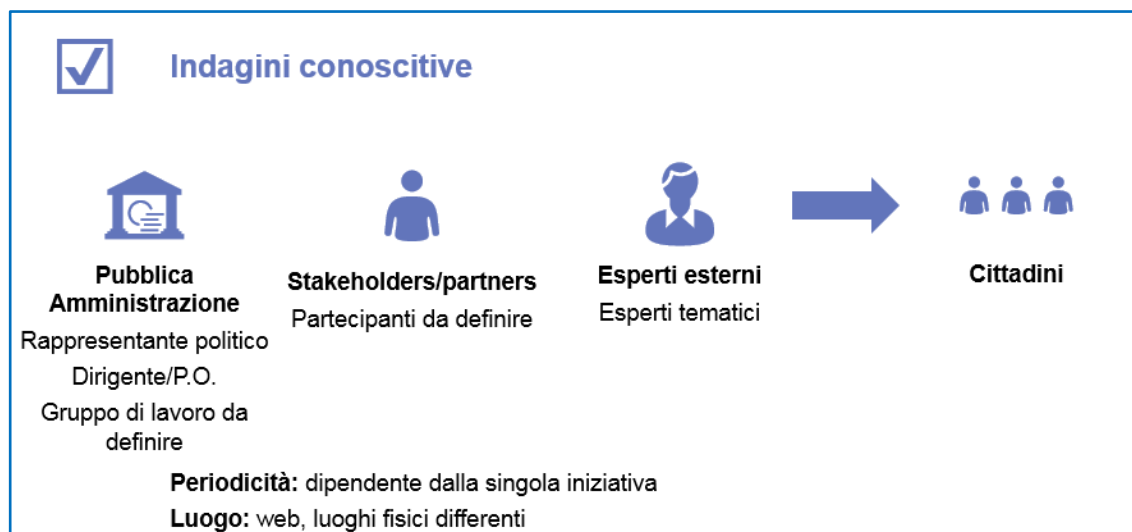 Indagini conoscitive
Pubblica
Amministrazione
Rappresentante politico
Dirigente/P.O.
Gruppo di lavoro da
definire
Stakeholders/partners
Partecipanti da definire
Esperti esterni
Esperti tematici
Cittadini
Periodicità: dipendente dalla singola iniziativa
Luogo: web, luoghi fisici differenti